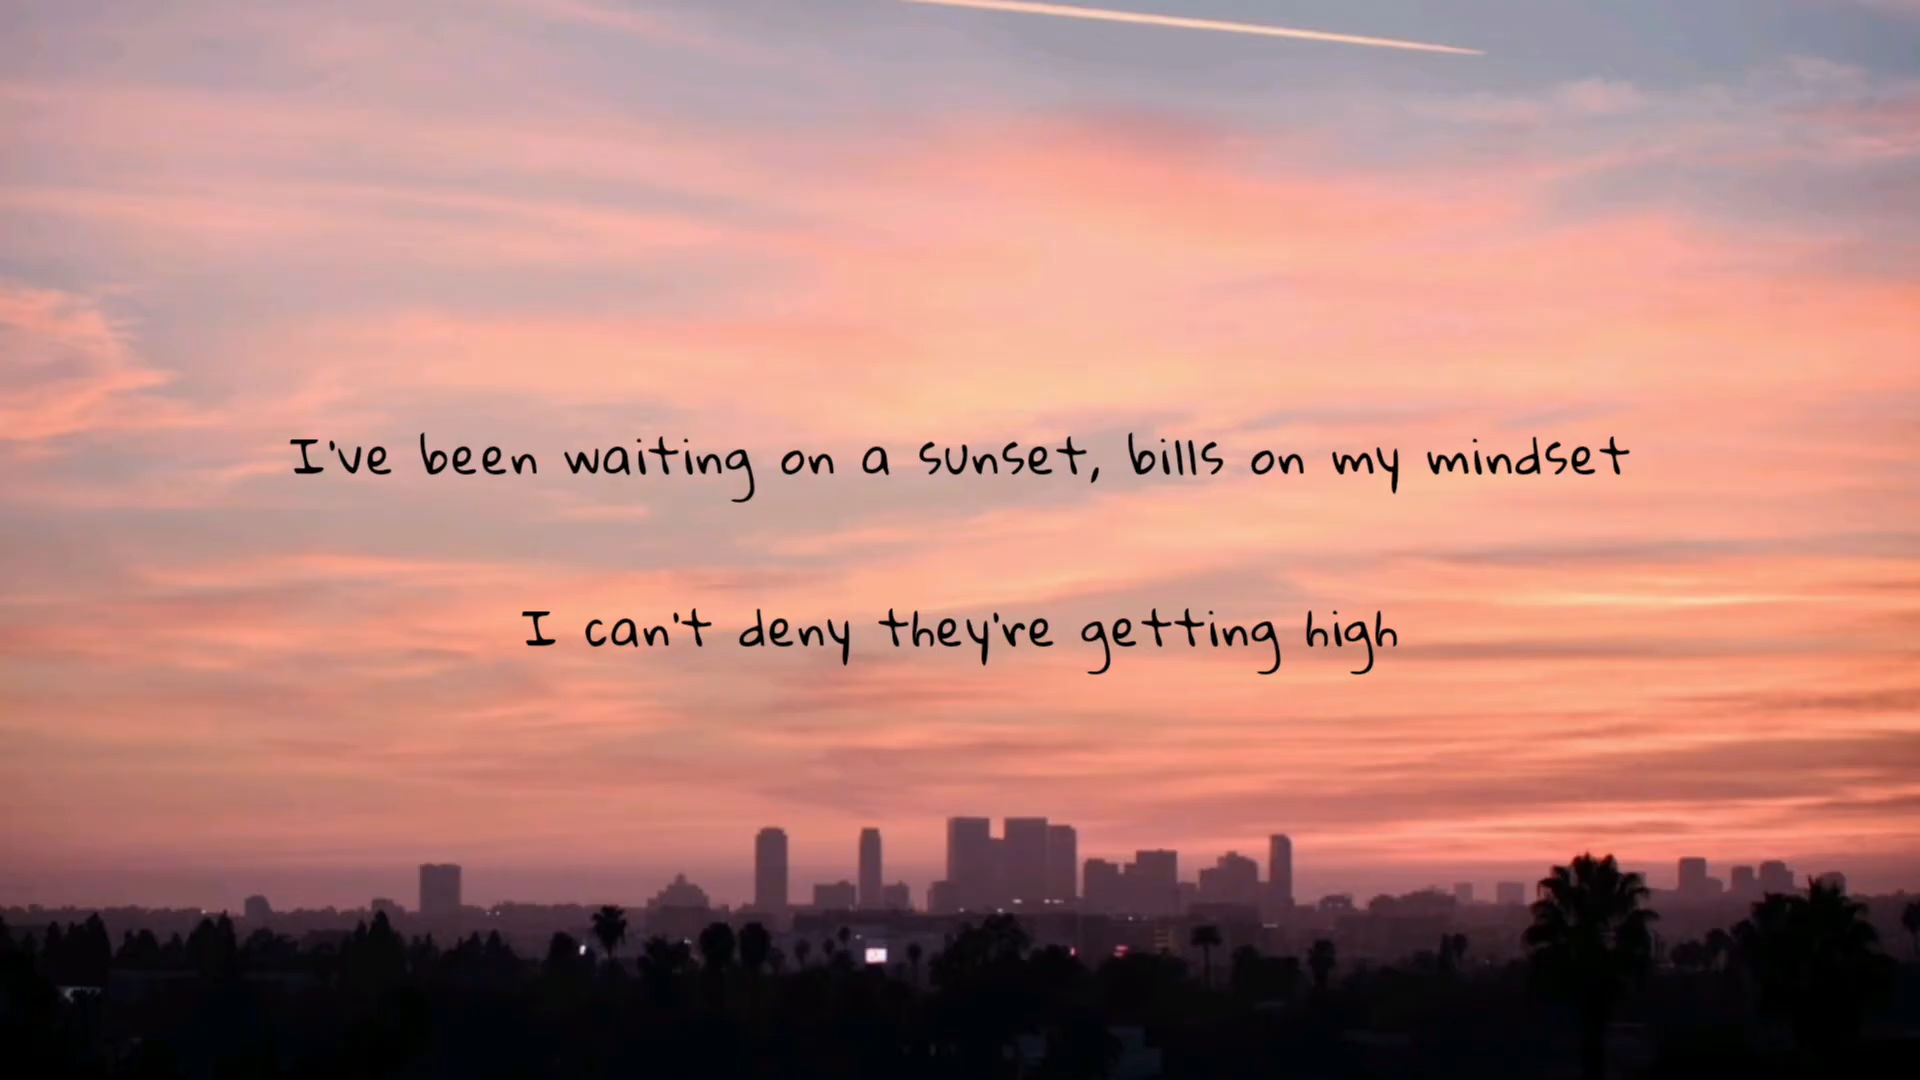 I've been waiting on a sunset, bills on my mindset
I can't deny they're getting high